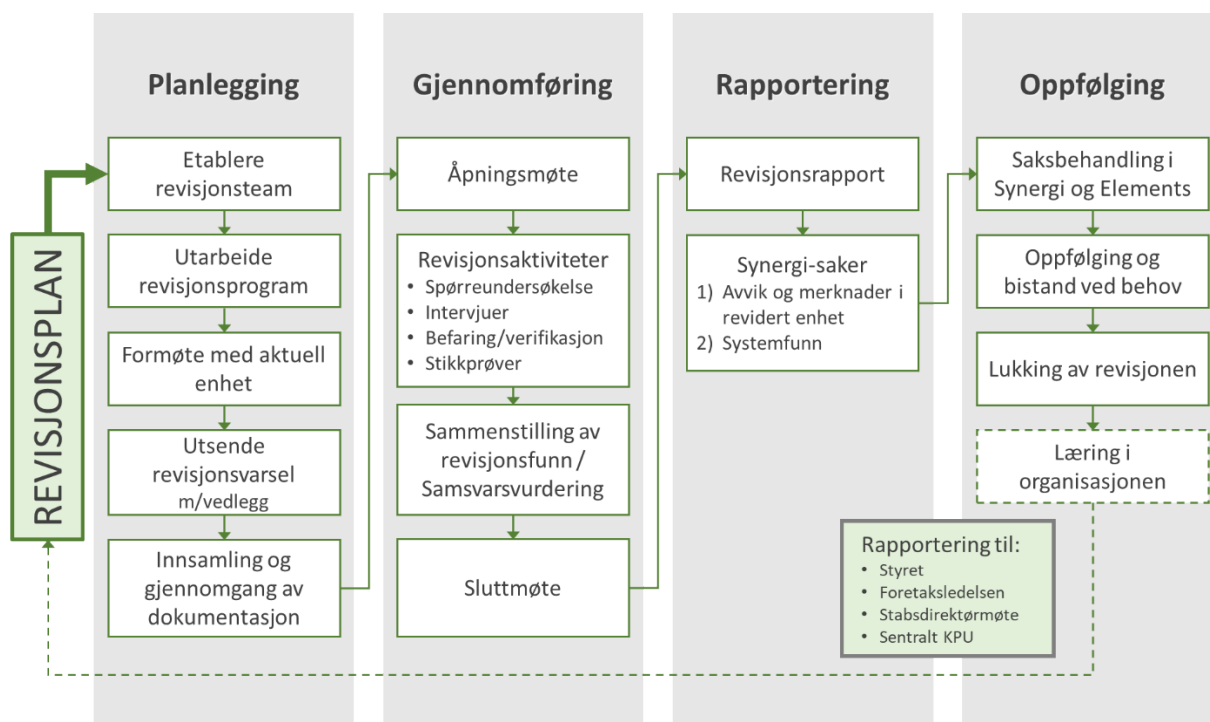 REVISJONSPLAN
Planlegging
Etablere
revisjonsteam
Utarbeide
revisjonsprogram
Formøte med aktuell
enhet
Utsende
revisjonsvarsel
m/vedlegg
Innsamling og
gjennomgang av
dokumentasjon
Gjennomføring
Åpningsmøte
Revisjonsaktiviteter
• Spørreundersøkelse
• Intervjuer
• Befaring/verifikasjon
• Stikkprøver
Sammenstilling av
revisjonsfunn /
Samsvarsvurdering
Sluttmøte
Rapportering
Revisjonsrapport
Synergi-saker
1) Avvik og merknader i
revidert enhet
2) Systemfunn
Oppfølging
Saksbehandling i
Synergi og Elements
Oppfølging og
bistand ved behov
Lukking av revisjonen
Læring i
organisasjonen
Rapportering til:
• Styret
• Foretaksledelsen
• Stabsdirektørmøte
• Sentralt KPU